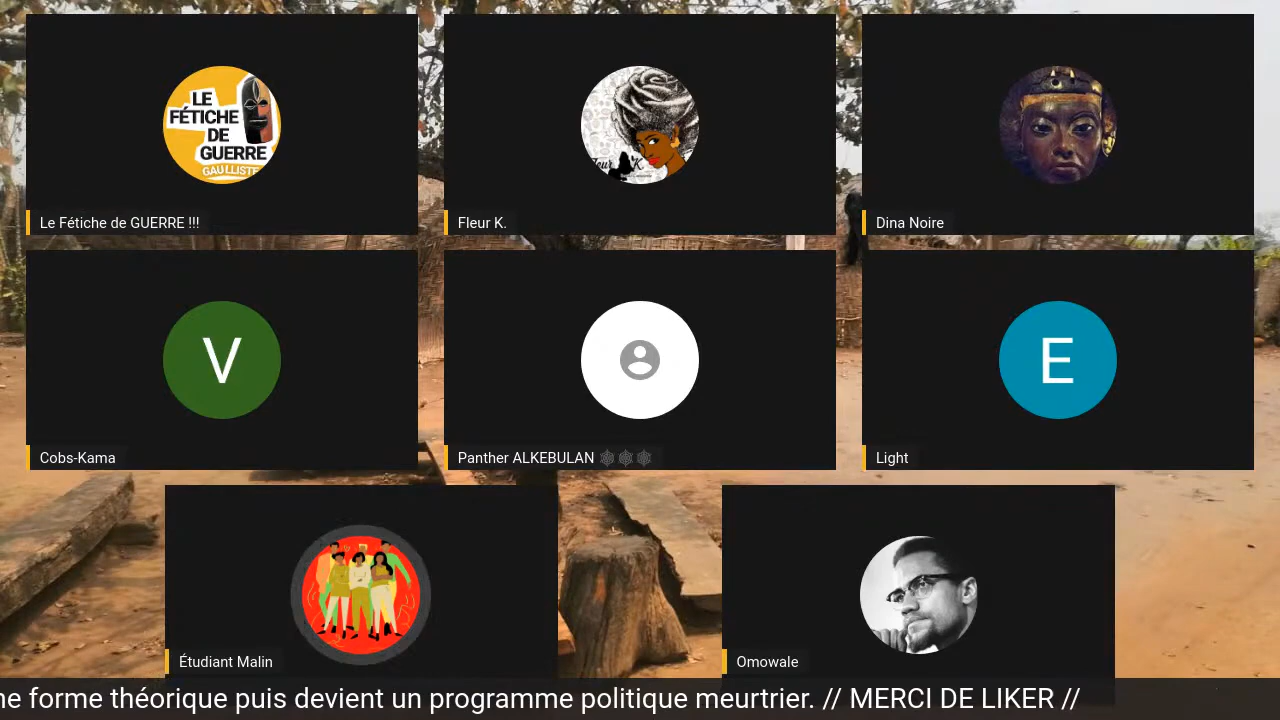 LE
FÉTICHE
DE
GUERRE
GAULLISTE
Le Fétiche de GUERRE !!!
Fleur K.
Dina Noire
V
Cobs-Kama
Panther ALKEBULAN 🕸🕸🕸
E
Light
Étudiant Malin
Omowale
ne forme théorique puis devient un programme politique meurtrier. // MERCI DE LIKER //